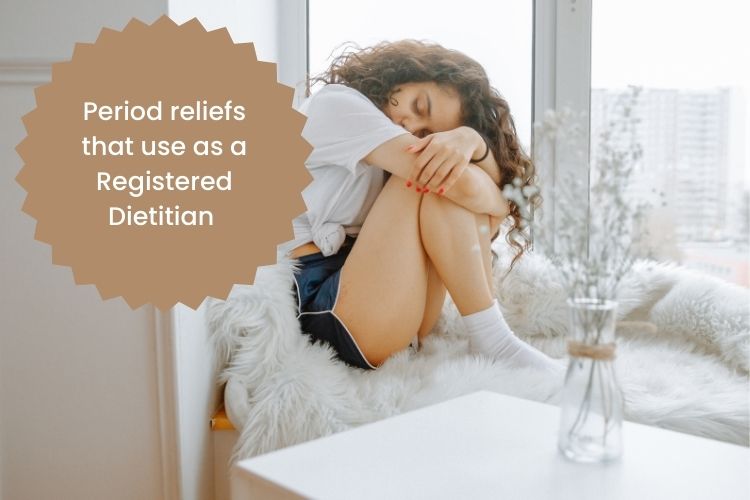 Period reliefs
that use as a
Registered
Dietitian